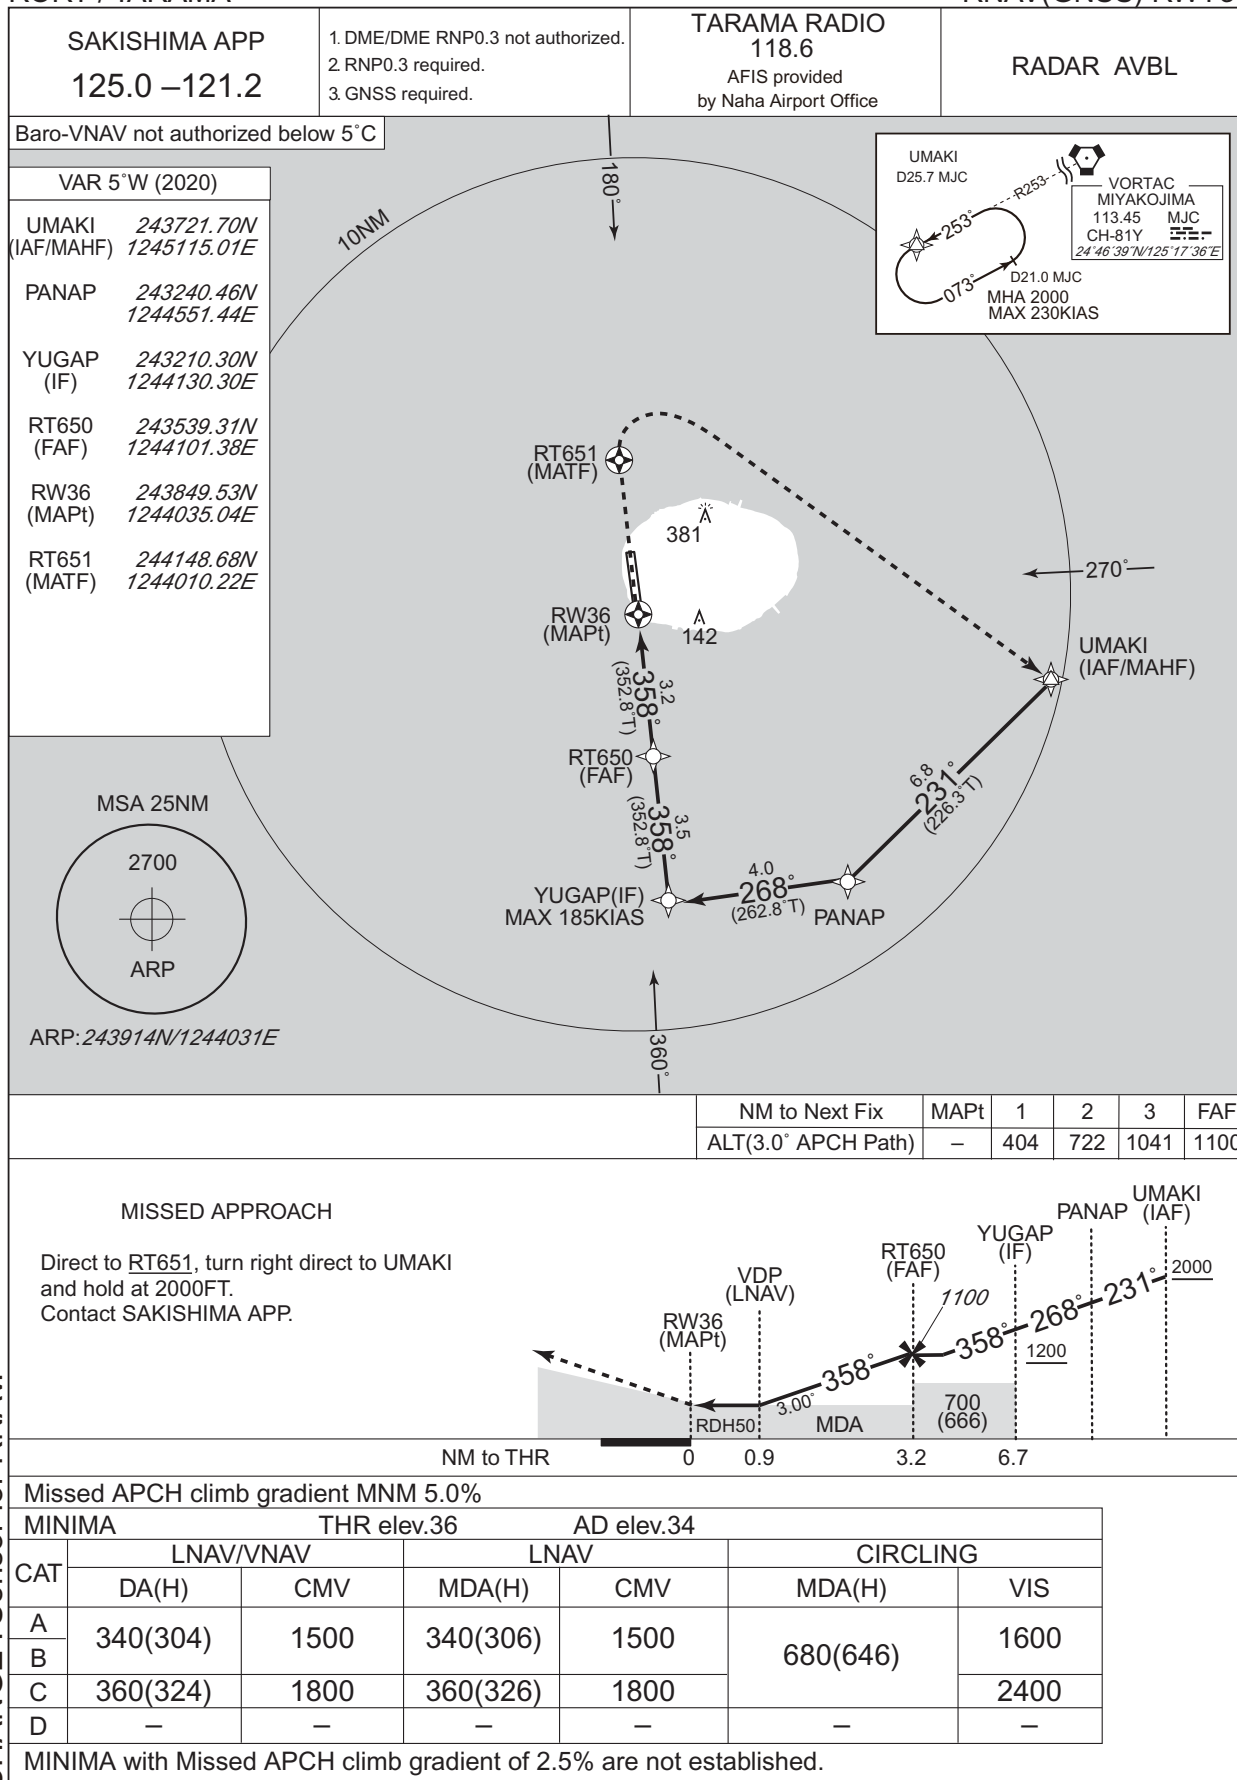 SAKISHIMA APP
125.0 –121.2
1. DME/DME RNP0.3 not authorized.
2. RNP0.3 required.
3. GNSS required.
TARAMA RADIO
118.6
AFIS provided
by Naha Airport Office
RADAR AVBL
Baro-VNAV not authorized below 5˚C
VAR 5˚W (2020)
UMAKI 243721.70N
(IAF/MAHF) 1245115.01E
PANAP 243240.46N
1244551.44E
YUGAP 243210.30N
(IF) 1244130.30E
RT650 243539.31N
(FAF) 1244101.38E
RW36 243849.53N
(MAPt) 1244035.04E
RT651 244148.68N
(MATF) 1244010.22E
180˚
10NM
UMAKI
D25.7 MJC
R253
253˚
073˚
D21.0 MJC
MHA 2000
MAX 230KIAS
VORTAC
MIYAKOJIMA
113.45 MJC
CH-81Y
24˚46´39˝N/125˚17´36˝E
RT651
(MATF)
381
270˚
RW36
(MAPt)
142
UMAKI
(IAF/MAHF)
3.2
358˚
(352.8˚T)
RT650
(FAF)
6.8
231˚
(226.3˚T)
3.5
358˚
(352.8˚T)
4.0
268˚
(262.8˚T)
PANAP
YUGAP(IF)
MAX 185KIAS
MSA 25NM
2700
ARP
ARP:243914N/1244031E
360˚
NM to Next Fix MAPt 1 2 3 FAF
ALT(3.0˚ APCH Path) – 404 722 1041 1100
MISSED APPROACH
Direct to RT651, turn right direct to UMAKI
and hold at 2000FT.
Contact SAKISHIMA APP.
UMAKI
(IAF)
PANAP
YUGAP
(IF)
RT650
(FAF)
VDP
(LNAV)
RW36
(MAPt)
1100
2000
231˚
268˚
358˚
1200
358˚
3.00˚
RDH50
MDA
700
(666)
NM to THR 0 0.9 3.2 6.7
Missed APCH climb gradient MNM 5.0%
MINIMA THR elev.36 AD elev.34
CAT LNAV/VNAV LNAV CIRCLING
DA(H) CMV MDA(H) CMV MDA(H) VIS
A
B
340(304) 1500 340(306) 1500 680(646) 1600
C 360(324) 1800 360(326) 1800 2400
D – – – – – –
MINIMA with Missed APCH climb gradient of 2.5% are not established.